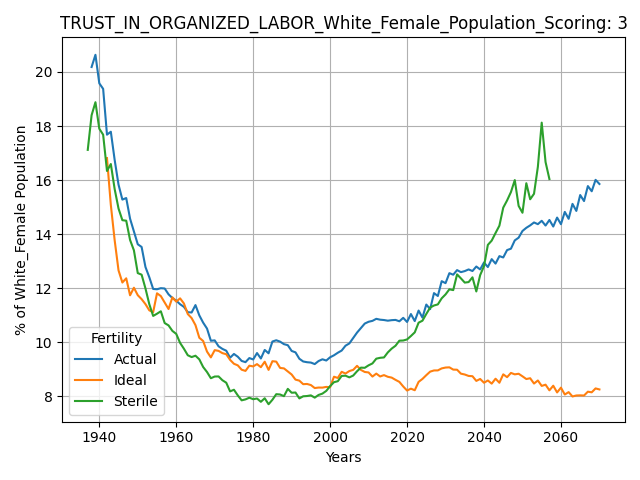 TRUST_IN_ORGANIZED_LABOR_White_Female_Population_Scoring: 3
% of White_Female Population
20
18
16
14
12
10
8
Fertility
Actual
Ideal
Sterile
1940 1960 1980 2000 2020 2040 2060
Years